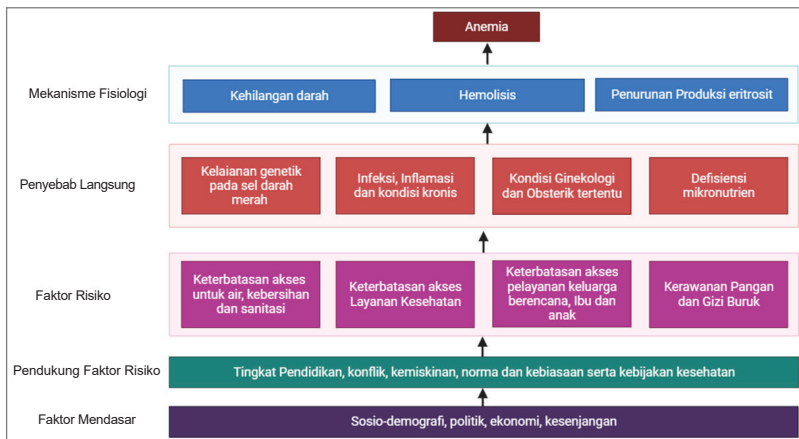 Anemia
Mekanisme Fisiologi
Kehilangan darah
Hemolisis
Penurunan Produksi eritrosit
Penyebab Langsung
Kelaianan genetik
pada sel darah
merah
Infeksi, Inflamasi
dan kondisi kronis
Kondisi Ginekologi
dan Obsterik tertentu
Defisiensi
mikronutrien
Faktor Risiko
Keterbatasan akses
untuk air, kebersihan
dan sanitasi
Keterbatasan akses
Layanan Kesehatan
Keterbatasan akses
pelayanan keluarga
berencana, Ibu dan
anak
Kerawanan Pangan
dan Gizi Buruk
Pendukung Faktor Risiko
Tingkat Pendidikan, konflik, kemiskinan, norma dan kebiasaan serta kebijakan kesehatan
Faktor Mendasar
Sosio-demografi, politik, ekonomi, kesenjangan